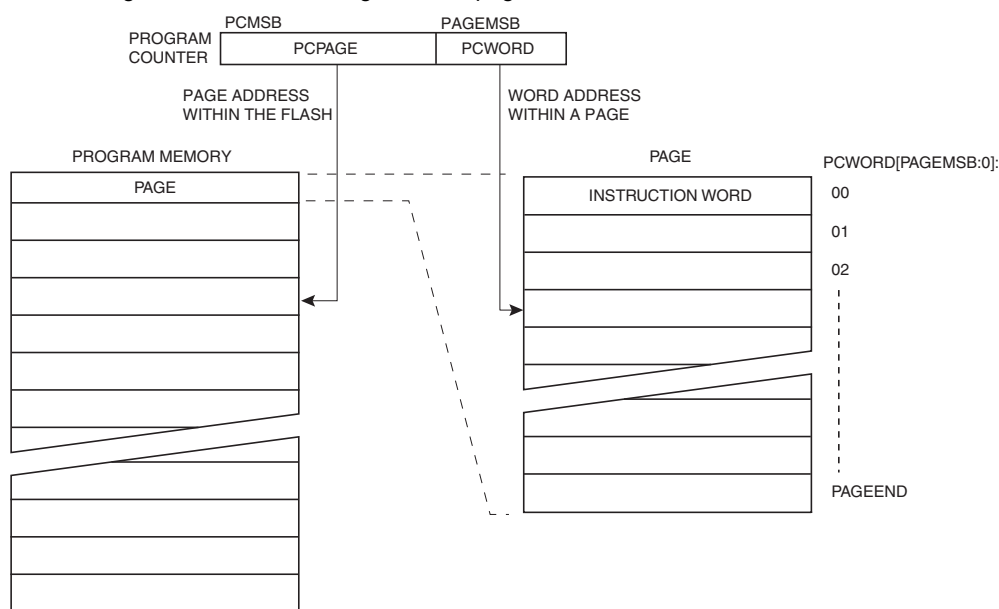 PCMSB PAGEMSB
PROGRAM
COUNTER
PCPAGE PCWORD
PAGE ADDRESS
WITHIN THE FLASH
WORD ADDRESS
WITHIN A PAGE
PROGRAM MEMORY
PAGE
PAGE
PCWORD[PAGEMSB:0]:
INSTRUCTION WORD
00
01
02
PAGEEND